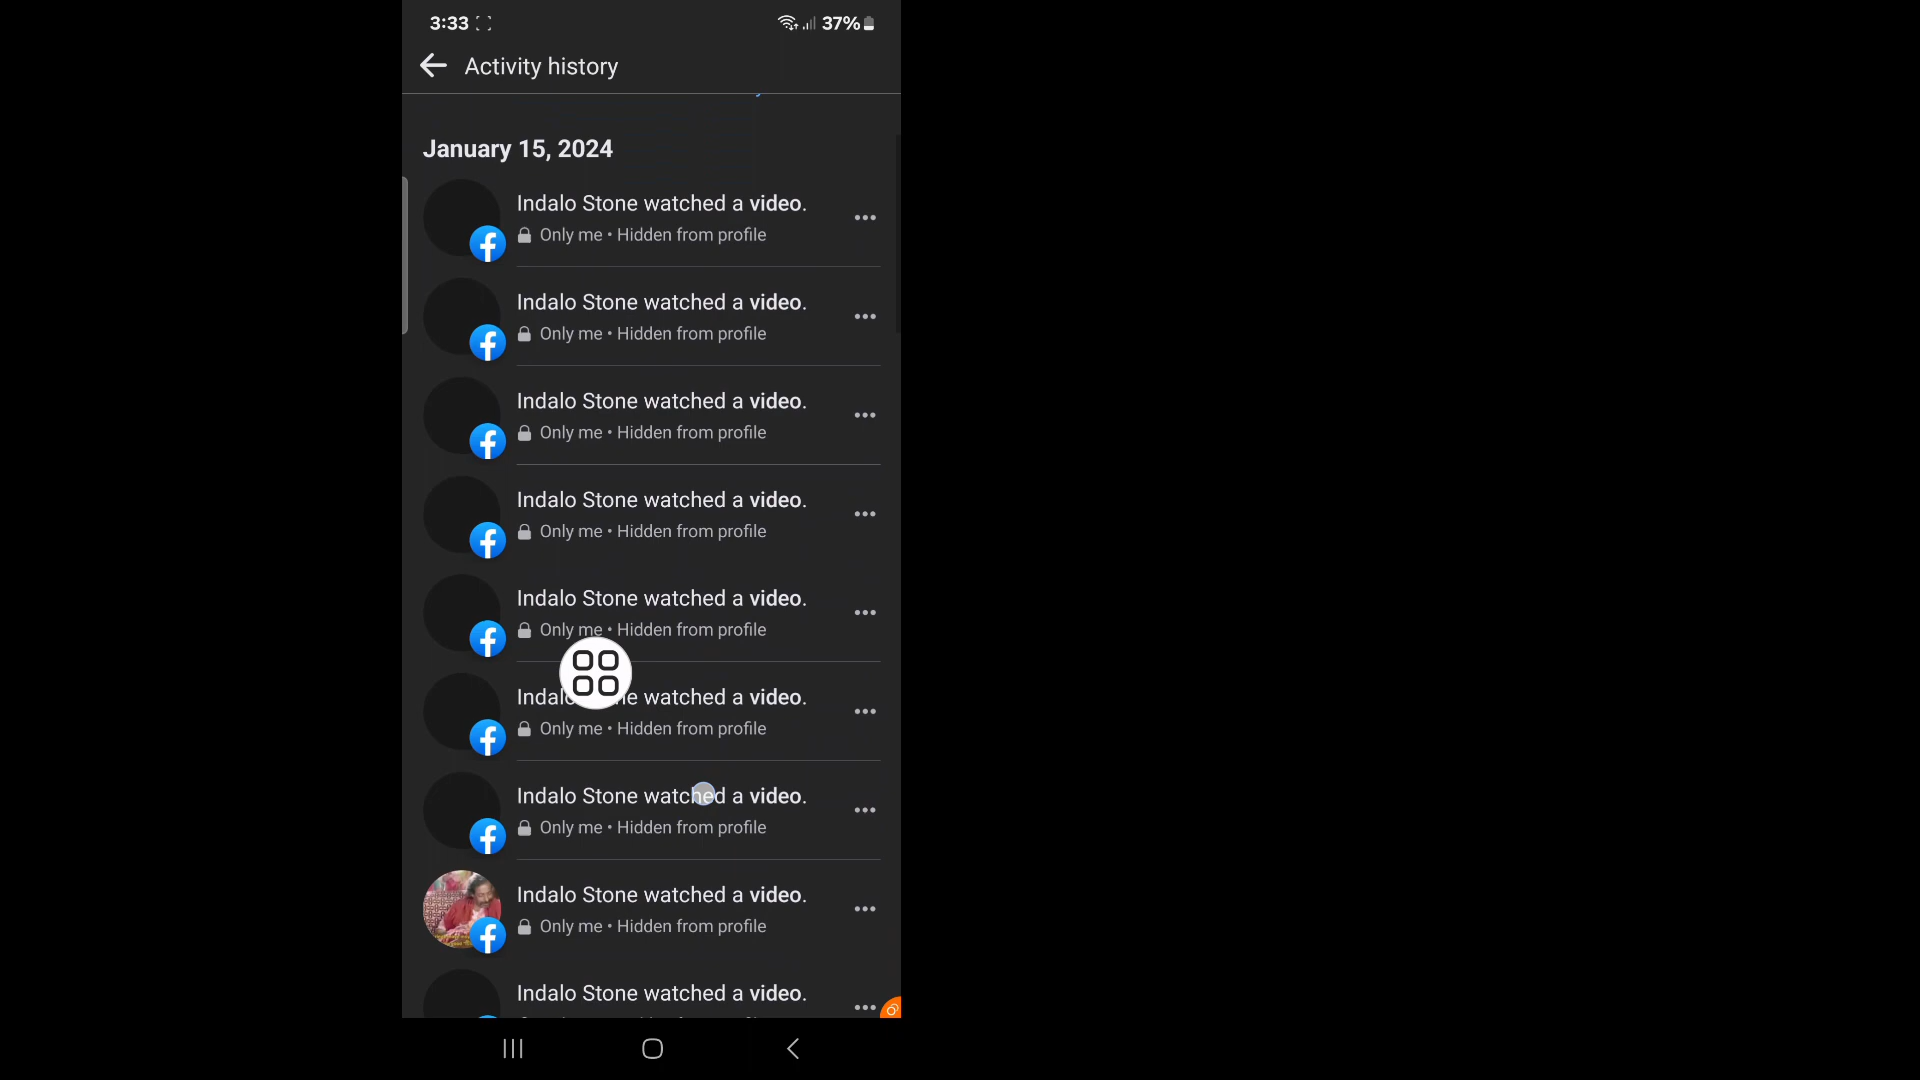 3:33 37%
Activity history
January 15, 2024
Indalo Stone watched a video.
Only me • Hidden from profile
Indalo Stone watched a video.
Only me • Hidden from profile
Indalo Stone watched a video.
Only me • Hidden from profile
Indalo Stone watched a video.
Only me • Hidden from profile
Indalo Stone watched a video.
Only me • Hidden from profile
watched a video.
Only me • Hidden from profile
Indalo Stone watched a video.
Only me • Hidden from profile
Indalo Stone watched a video.
Only me • Hidden from profile
Indalo Stone watched a video.